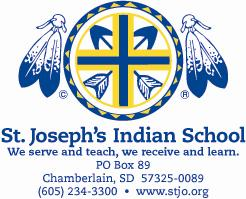 © ®
St. Joseph's Indian School
We serve and teach, we receive and learn.
PO Box 89
Chamberlain, SD 57325-0089
(605) 234-3300 • www.stjo.org